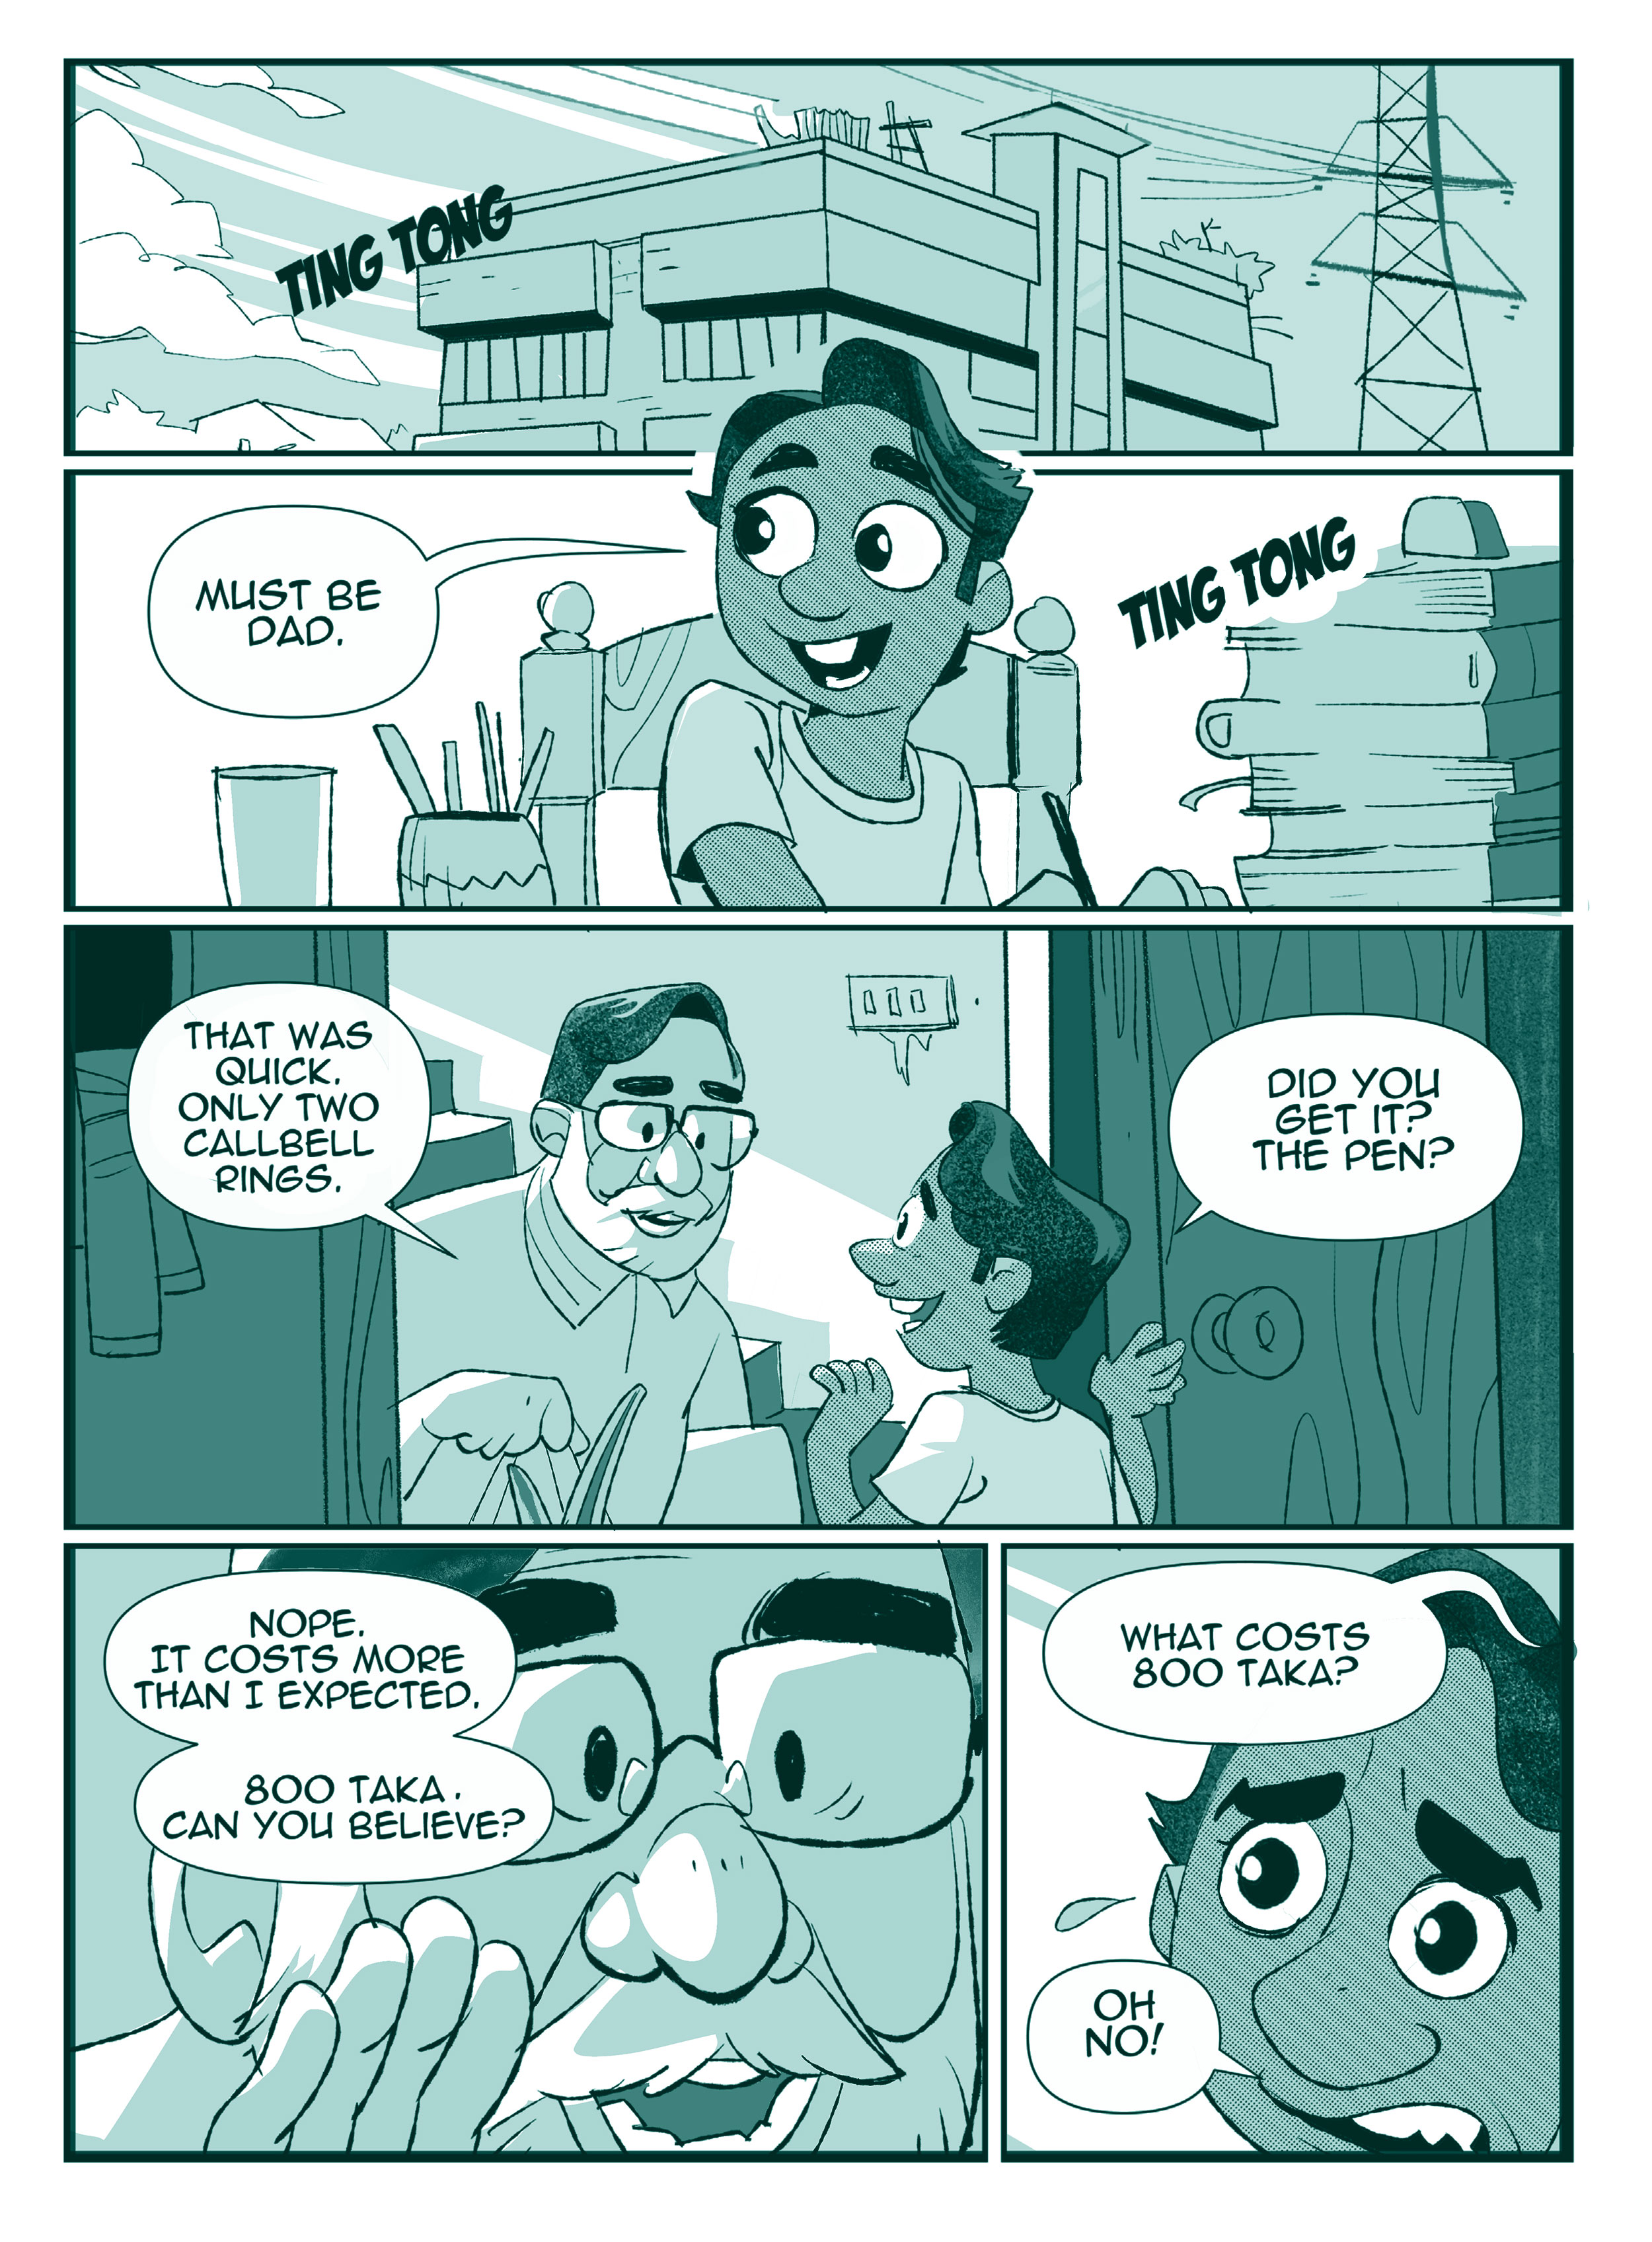 TING TONG
MUST BE
DAD.
TING TONG
THAT WAS
QUICK.
ONLY TWO
CALLBELL
RINGS.
DID YOU
GET IT?
THE PEN?
NOPE.
IT COSTS MORE
THAN I EXPECTED.
800 TAKA.
CAN YOU BELIEVE?
WHAT COSTS
800 TAKA?
OH
NO!